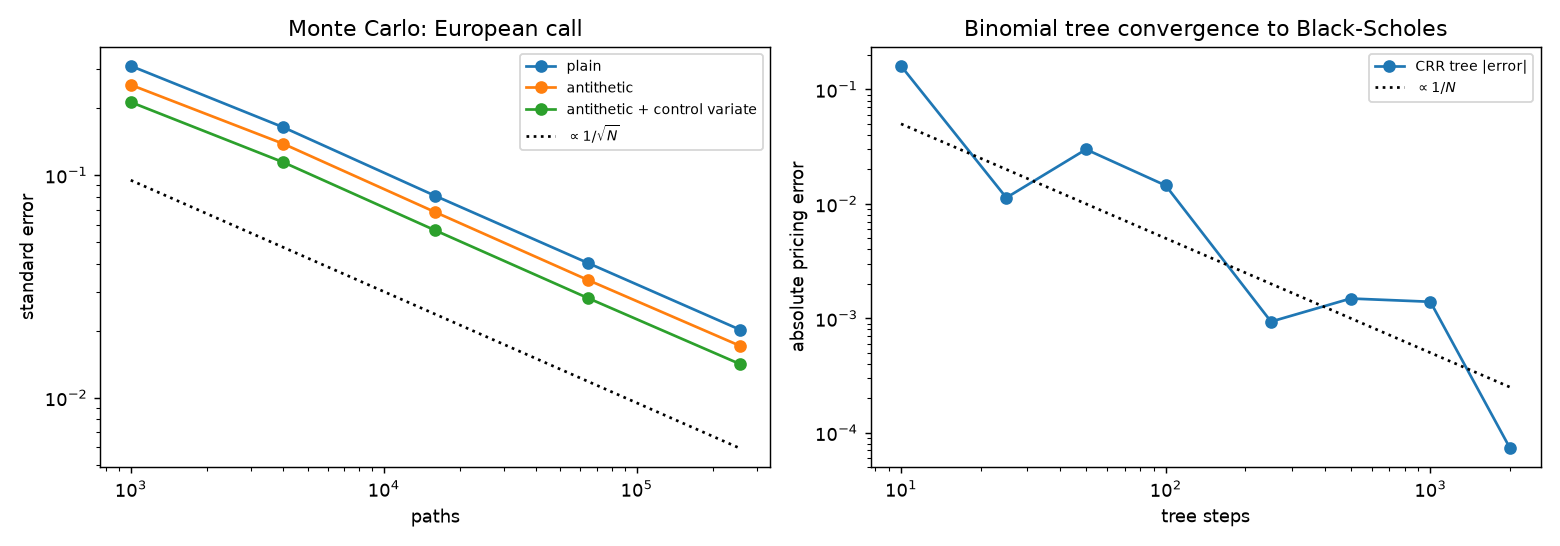 Monte Carlo: European call
plain
antithetic
antithetic + control variate
∝ 1/√N
10⁻¹
10⁻²
standard error
10³
10⁴
10⁵
paths
Binomial tree convergence to Black-Scholes
CRR tree |error|
∝ 1/N
10⁻¹
10⁻²
10⁻³
10⁻⁴
absolute pricing error
10¹
10²
10³
tree steps